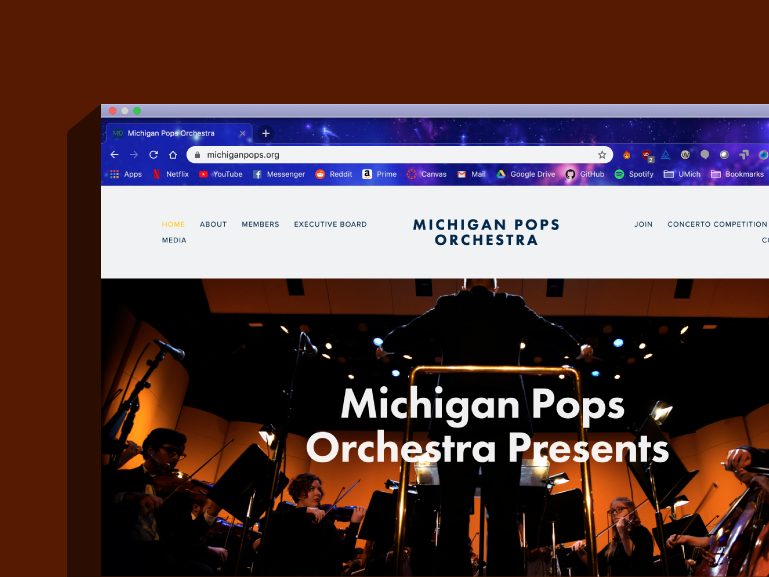 Michigan Pops Orchestra
michiganpops.org
2
Apps Netflix YouTube Messenger Reddit Prime Canvas Mail Google Drive GitHub Spotify UMich Bookmarks
HOME ABOUT MEMBERS EXECUTIVE BOARD
MEDIA
MICHIGAN POPS
ORCHESTRA
JOIN CONCERTO COMPETITION
Michigan Pops
Orchestra Presents